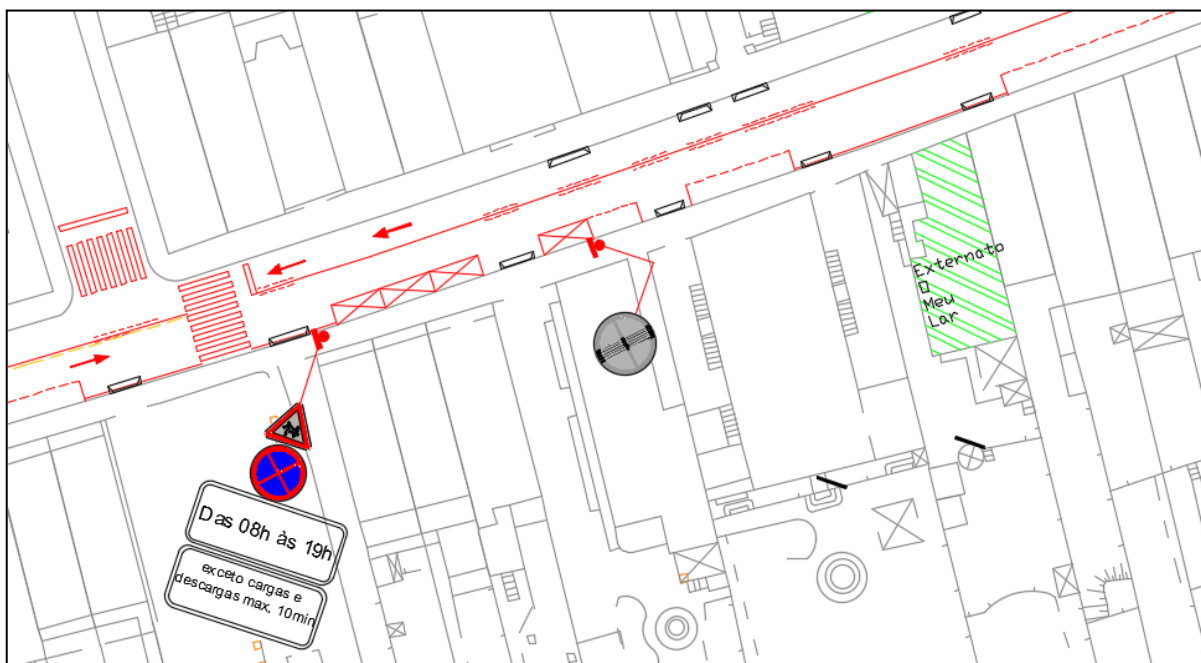 Externato
O
Meu
Lar
Das 08h às 19h
exceto cargas e
descargas max. 10min